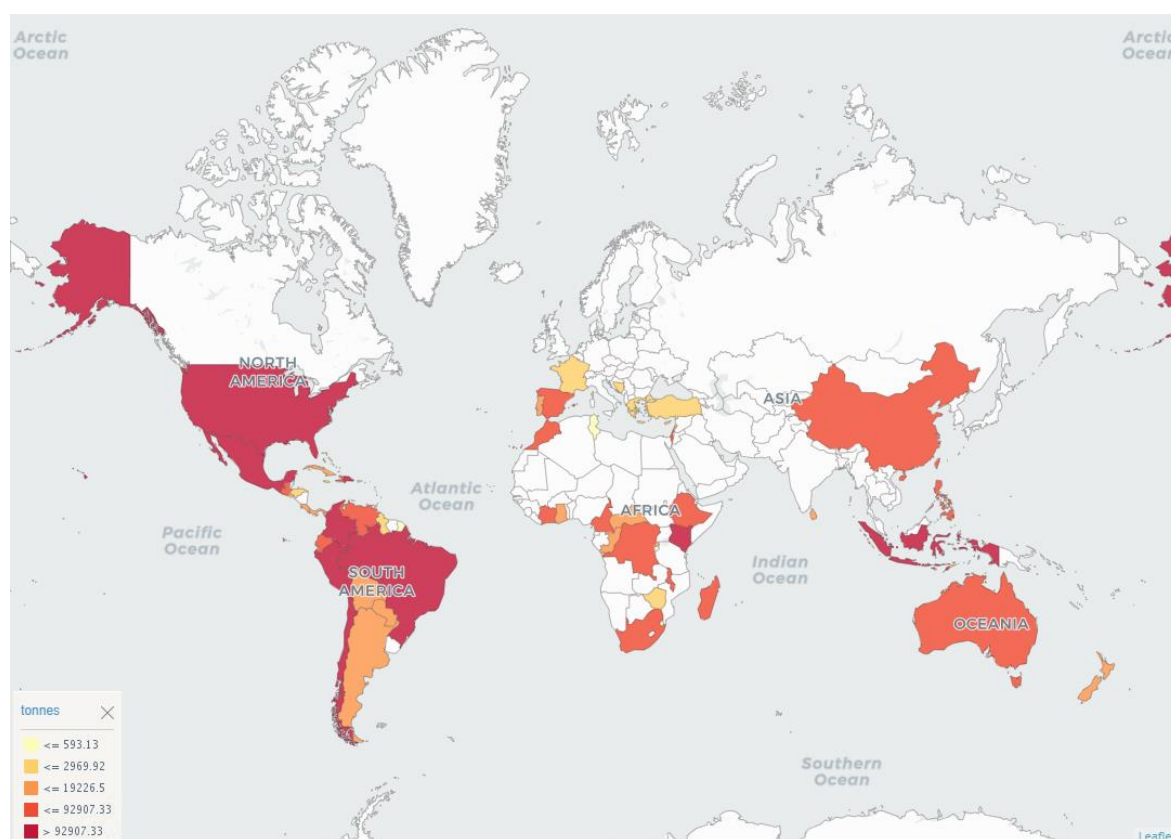 Arctic
Ocean
Arctic
Ocean
NORTH
AMERICA
ASIA
Atlantic
Ocean
AFRICA
Pacific
Ocean
Indian
Ocean
SOUTH
AMERICA
OCEANIA
tonnes
<= 593.13
<= 2969.92
<= 19226.5
<= 92907.33
> 92907.33
Southern
Ocean
Leafle